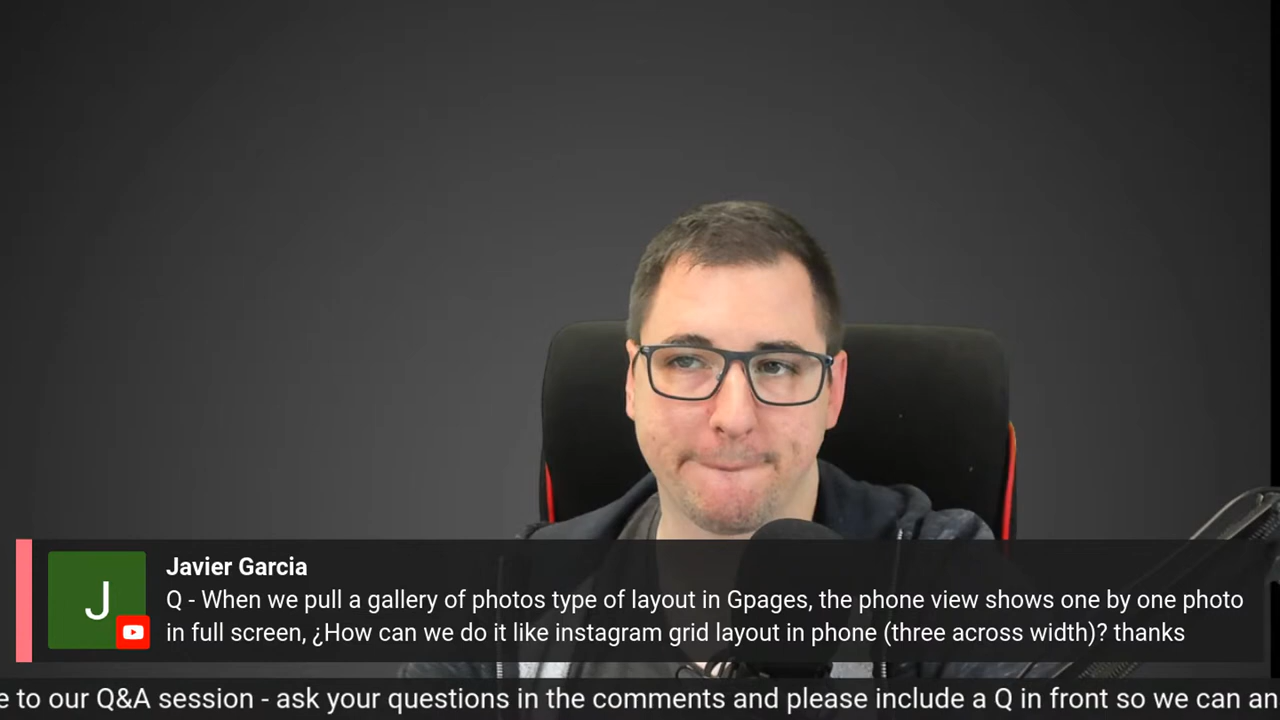 J
Javier Garcia
Q - When we pull a gallery of photos type of layout in Gpages, the phone view shows one by one photo
in full screen, ¿How can we do it like instagram grid layout in phone (three across width)? thanks
e to our Q&A session - ask your questions in the comments and please include a Q in front so we can an